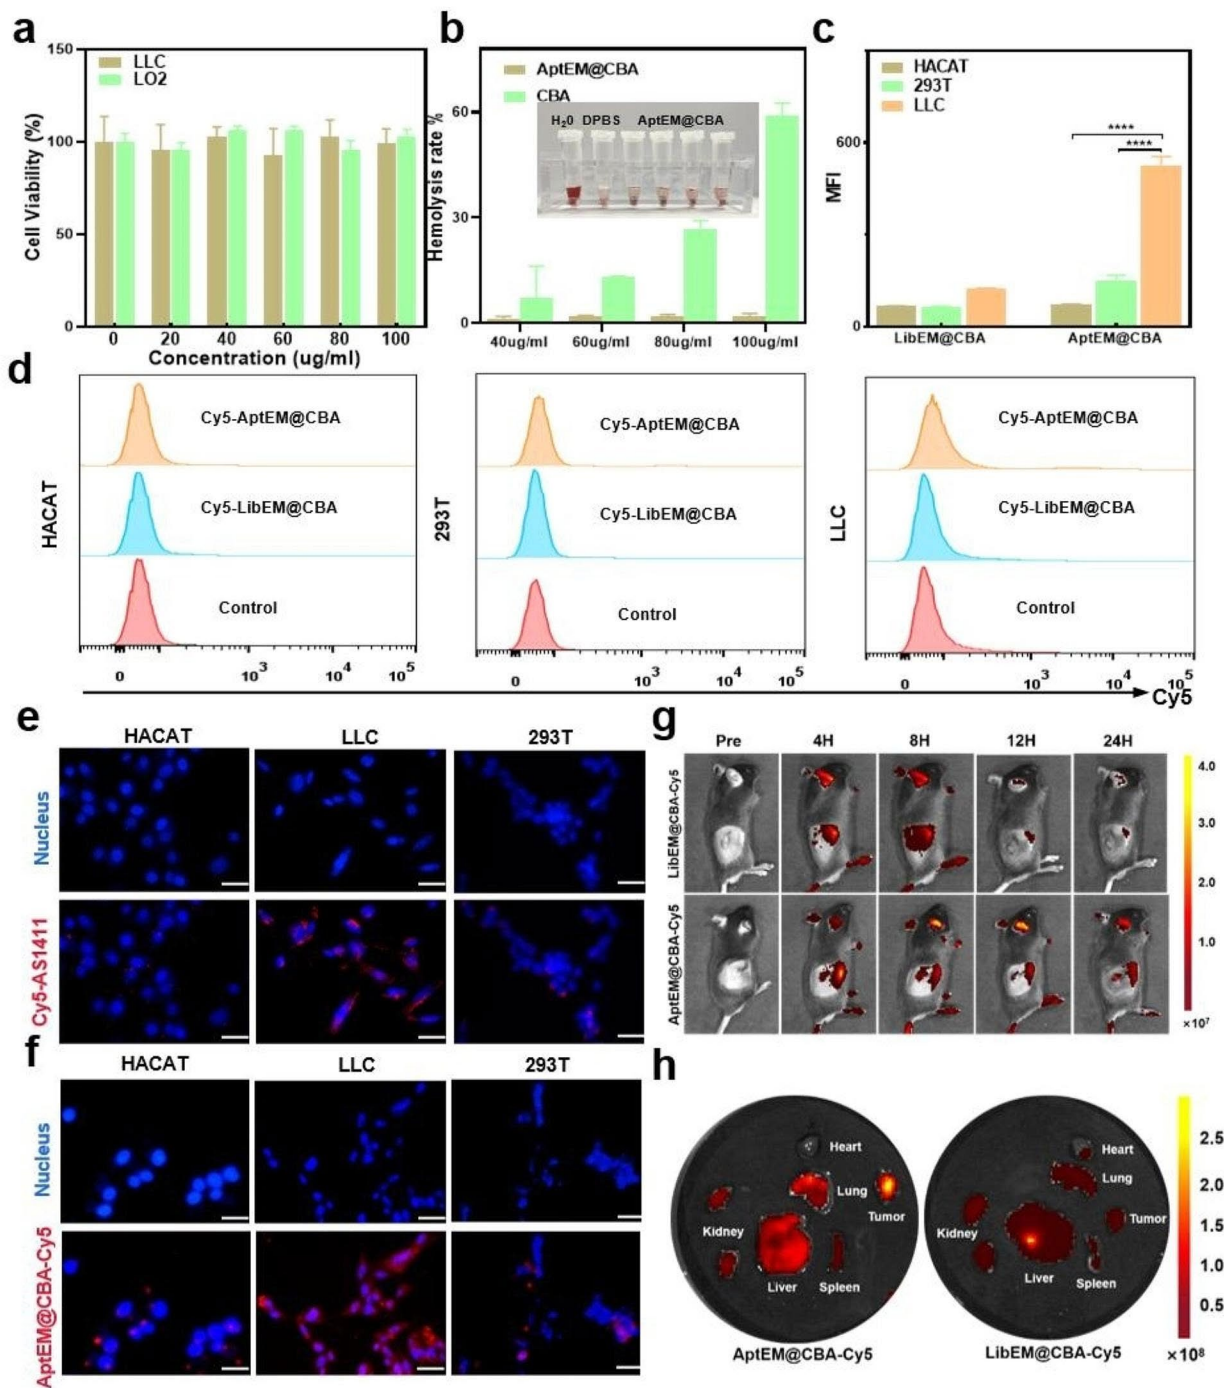 a
b
c
150
100
50
0
Cell Viability (%)
LLC
LO2
0 20 40 60 80 100
Concentration (ug/ml)
60
30
0
Hemolysis rate %
AptEM@CBA
CBA
H₂0 DPBS AptEM@CBA
40ug/ml 60ug/ml 80ug/ml 100ug/ml
600
0
MFI
HACAT
293T
LLC
****
****
LibEM@CBA AptEM@CBA
d
HACAT
Cy5-AptEM@CBA
Cy5-LibEM@CBA
Control
0 10³ 10⁴ 10⁵
293T
Cy5-AptEM@CBA
Cy5-LibEM@CBA
Control
0 10³ 10⁴ 10⁵
LLC
Cy5-AptEM@CBA
Cy5-LibEM@CBA
Control
0 10³ 10⁴ 10⁵
Cy5
e
HACAT LLC 293T
Nucleus
Cy5-AS1411
f
HACAT LLC 293T
Nucleus
AptEM@CBA-Cy5
g
Pre 4H 8H 12H 24H
LibEM@CBA-Cy5
AptEM@CBA-Cy5
4.0
3.0
2.0
1.0
×10⁷
h
Heart
Lung
Tumor
Kidney
Liver
Spleen
AptEM@CBA-Cy5
Heart
Lung
Tumor
Kidney
Liver
Spleen
LibEM@CBA-Cy5
2.5
2.0
1.5
1.0
0.5
×10⁸